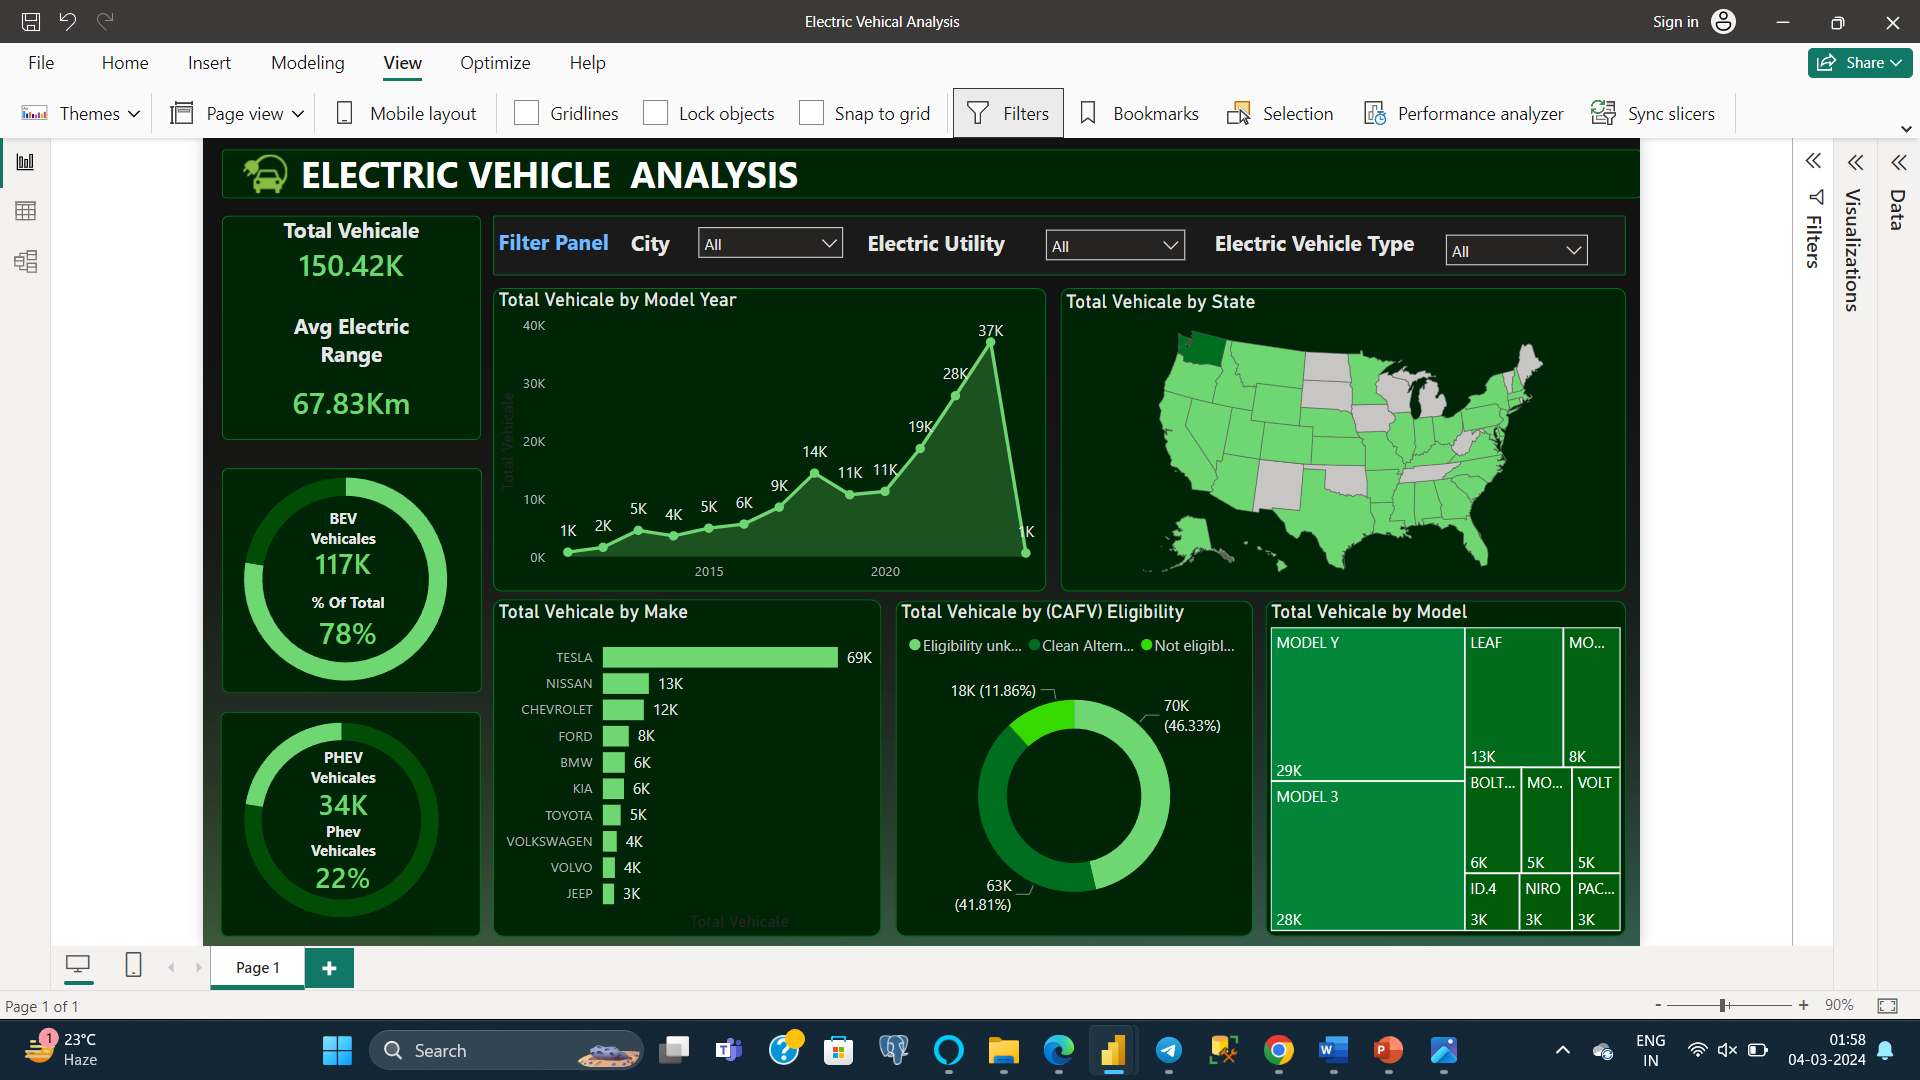 Electric Vehical Analysis
Sign in
File Home Insert Modeling View Optimize Help
Share
Themes Page view Mobile layout Gridlines Lock objects Snap to grid Filters Bookmarks Selection Performance analyzer Sync slicers
ELECTRIC VEHICLE ANALYSIS
Total Vehicale
150.42K
Avg Electric
Range
67.83Km
Filter Panel City All Electric Utility All Electric Vehicle Type All
Total Vehicale by Model Year
Total Vehicale
40K
30K
20K
10K
0K
1K 2K 5K 4K 5K 6K 9K 14K 11K 11K 19K 28K 37K 1K
2015 2020
Total Vehicale by State
BEV
Vehicales
117K
% Of Total
78%
PHEV
Vehicales
34K
Phev
Vehicales
22%
Total Vehicale by Make
TESLA 69K
NISSAN 13K
CHEVROLET 12K
FORD 8K
BMW 6K
KIA 6K
TOYOTA 5K
VOLKSWAGEN 4K
VOLVO 4K
JEEP 3K
Total Vehicale
Total Vehicale by (CAFV) Eligibility
Eligibility unk... Clean Altern... Not eligibl...
18K (11.86%)
70K
(46.33%)
63K
(41.81%)
Total Vehicale by Model
MODEL Y
29K
MODEL 3
28K
LEAF
13K
MO...
8K
BOLT...
6K
MO...
5K
VOLT
5K
ID.4
3K
NIRO
3K
PAC...
3K
Filters
Visualizations
Data
Page 1
Page 1 of 1
- + 90%
1
23°C
Haze
Search
ENG
IN
01:58
04-03-2024